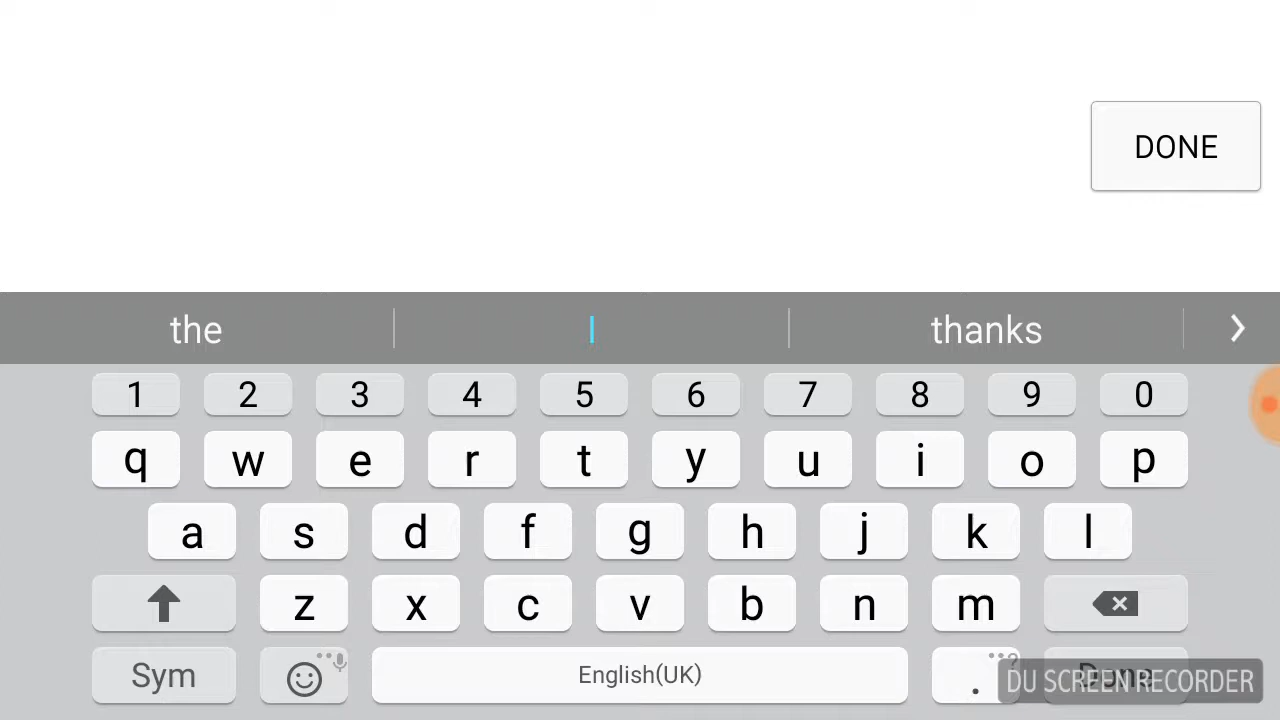 DONE
the I thanks
1 2 3 4 5 6 7 8 9 0
q w e r t y u i o p
a s d f g h j k l
z x c v b n m
Sym English(UK) . Done
DU SCREEN RECORDER